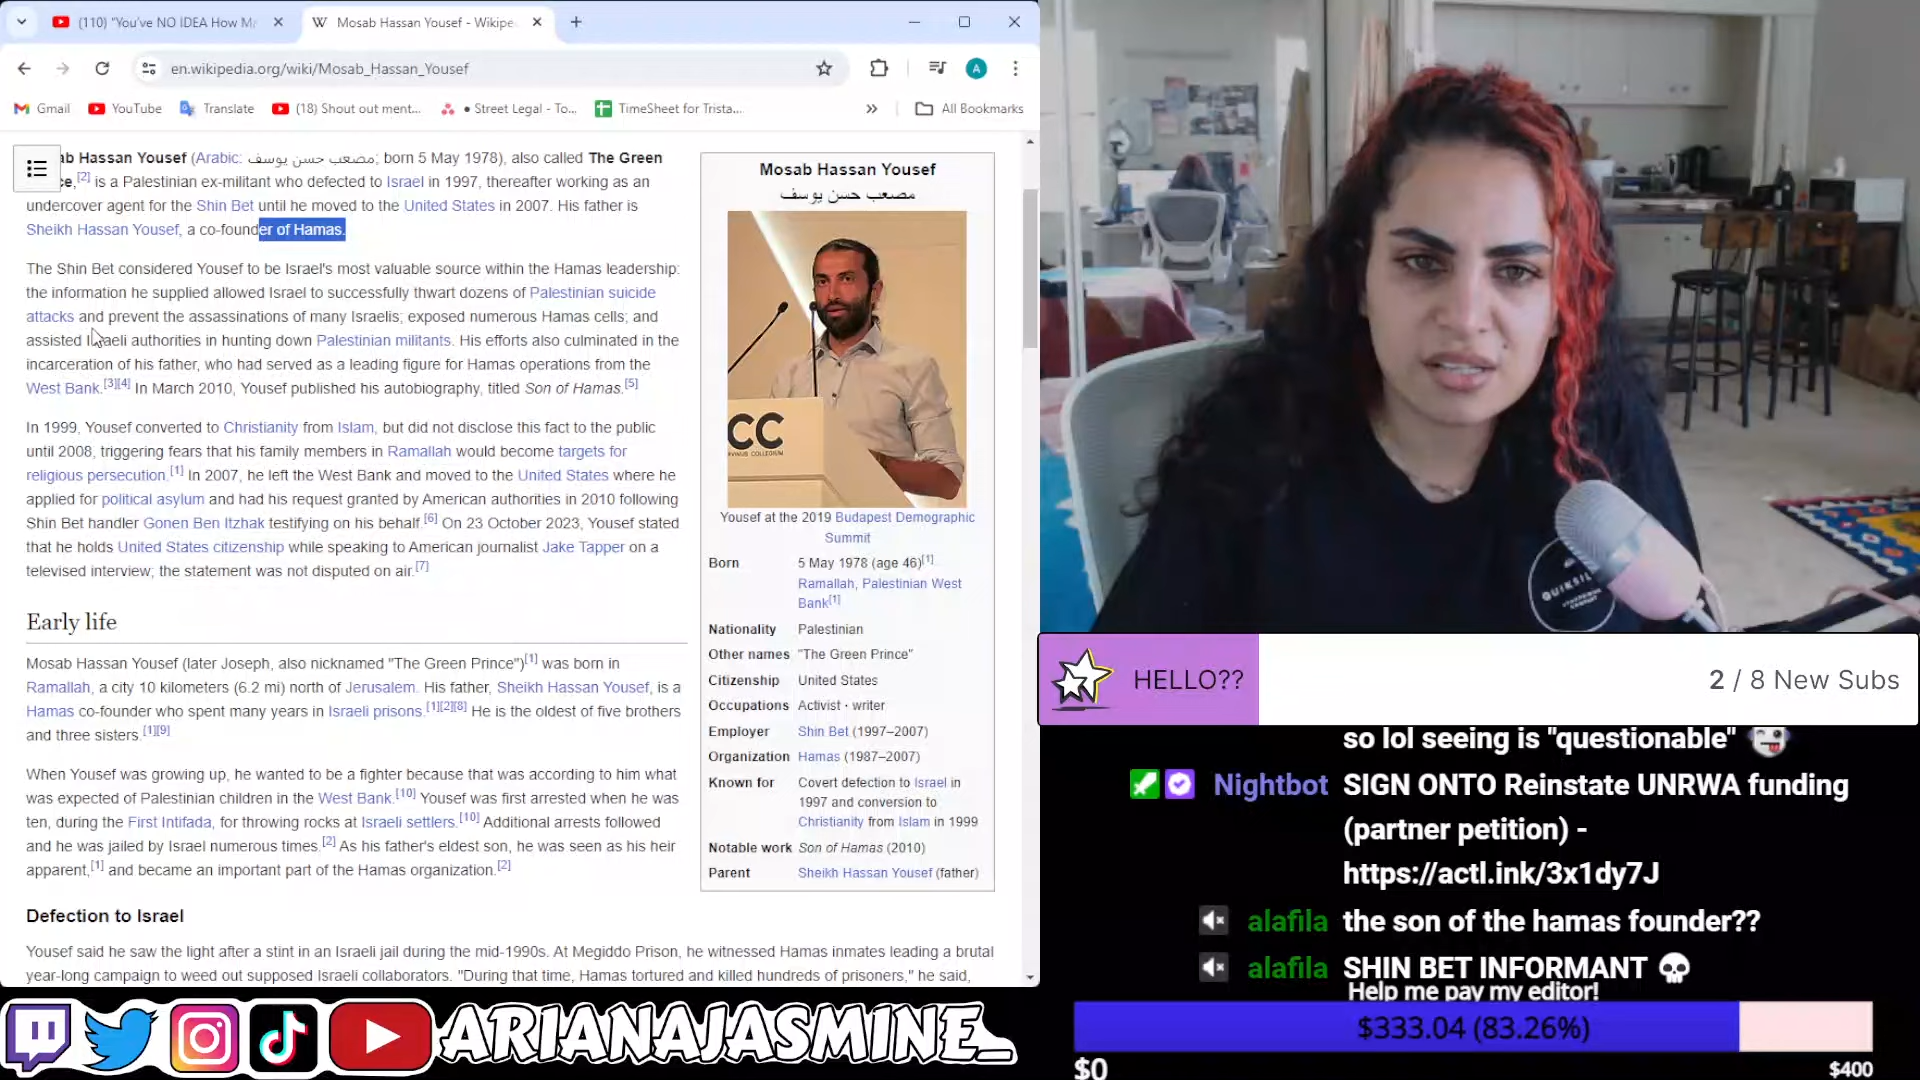 (110) "You've NO IDEA How M
Mosab Hassan Yousef - Wikipe
en.wikipedia.org/wiki/Mosab_Hassan_Yousef
A
Gmail
YouTube
Translate
(18) Shout out ment...
• Street Legal - To...
TimeSheet for Trista...
»
All Bookmarks
ab Hassan Yousef (Arabic: مصعب حسن يوسف; born 5 May 1978), also called The Green
ce,[2] is a Palestinian ex-militant who defected to Israel in 1997, thereafter working as an
undercover agent for the Shin Bet until he moved to the United States in 2007. His father is
Sheikh Hassan Yousef, a co-founder of Hamas.
The Shin Bet considered Yousef to be Israel's most valuable source within the Hamas leadership:
the information he supplied allowed Israel to successfully thwart dozens of Palestinian suicide
attacks and prevent the assassinations of many Israelis; exposed numerous Hamas cells; and
assisted Israeli authorities in hunting down Palestinian militants. His efforts also culminated in the
incarceration of his father, who had served as a leading figure for Hamas operations from the
West Bank.[3][4] In March 2010, Yousef published his autobiography, titled Son of Hamas.[5]
In 1999, Yousef converted to Christianity from Islam, but did not disclose this fact to the public
until 2008, triggering fears that his family members in Ramallah would become targets for
religious persecution.[1] In 2007, he left the West Bank and moved to the United States where he
applied for political asylum and had his request granted by American authorities in 2010 following
Shin Bet handler Gonen Ben Itzhak testifying on his behalf.[6] On 23 October 2023, Yousef stated
that he holds United States citizenship while speaking to American journalist Jake Tapper on a
televised interview; the statement was not disputed on air.[7]
Early life
Mosab Hassan Yousef (later Joseph, also nicknamed "The Green Prince")[1] was born in
Ramallah, a city 10 kilometers (6.2 mi) north of Jerusalem. His father, Sheikh Hassan Yousef, is a
Hamas co-founder who spent many years in Israeli prisons.[1][2][8] He is the oldest of five brothers
and three sisters.[1][9]
When Yousef was growing up, he wanted to be a fighter because that was according to him what
was expected of Palestinian children in the West Bank.[10] Yousef was first arrested when he was
ten, during the First Intifada, for throwing rocks at Israeli settlers.[10] Additional arrests followed
and he was jailed by Israel numerous times.[2] As his father's eldest son, he was seen as his heir
apparent,[1] and became an important part of the Hamas organization.[2]
Defection to Israel
Yousef said he saw the light after a stint in an Israeli jail during the mid-1990s. At Megiddo Prison, he witnessed Hamas inmates leading a brutal
year-long campaign to weed out supposed Israeli collaborators. "During that time, Hamas tortured and killed hundreds of prisoners," he said,
Mosab Hassan Yousef
مصعب حسن يوسف
CC
Yousef at the 2019 Budapest Demographic
Summit
Born 5 May 1978 (age 46)[1]
Ramallah, Palestinian West
Bank[1]
Nationality Palestinian
Other names "The Green Prince"
Citizenship United States
Occupations Activist · writer
Employer Shin Bet (1997–2007)
Organization Hamas (1987–2007)
Known for Covert defection to Israel in
1997 and conversion to
Christianity from Islam in 1999
Notable work Son of Hamas (2010)
Parent Sheikh Hassan Yousef (father)
HELLO??
2 / 8 New Subs
so lol seeing is "questionable"
Nightbot SIGN ONTO Reinstate UNRWA funding
(partner petition) -
https://actl.ink/3x1dy7J
alafila the son of the hamas founder??
alafila SHIN BET INFORMANT
Help me pay my editor!
$333.04 (83.26%)
$0
$400
ARIANAJASMINE_